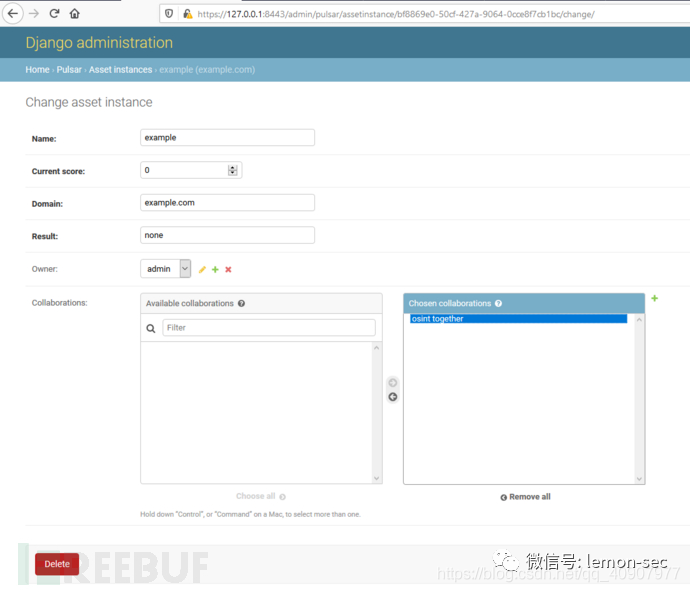 https://127.0.0.1:8443/admin/pulsar/assetinstance/bf8869e0-50cf-427a-9064-0cce8f7cb1bc/change/
Django administration
Home › Pulsar › Asset instances › example (example.com)
Change asset instance
Name: example
Current score: 0
Domain: example.com
Result: none
Owner: admin
Collaborations:
Available collaborations
Filter
Chosen collaborations
osint together
Choose all
Remove all
Hold down "Control", or "Command" on a Mac, to select more than one.
Delete
REEBUF
微信号: lemon-sec
https://blog.csdn.net/qq_40907977